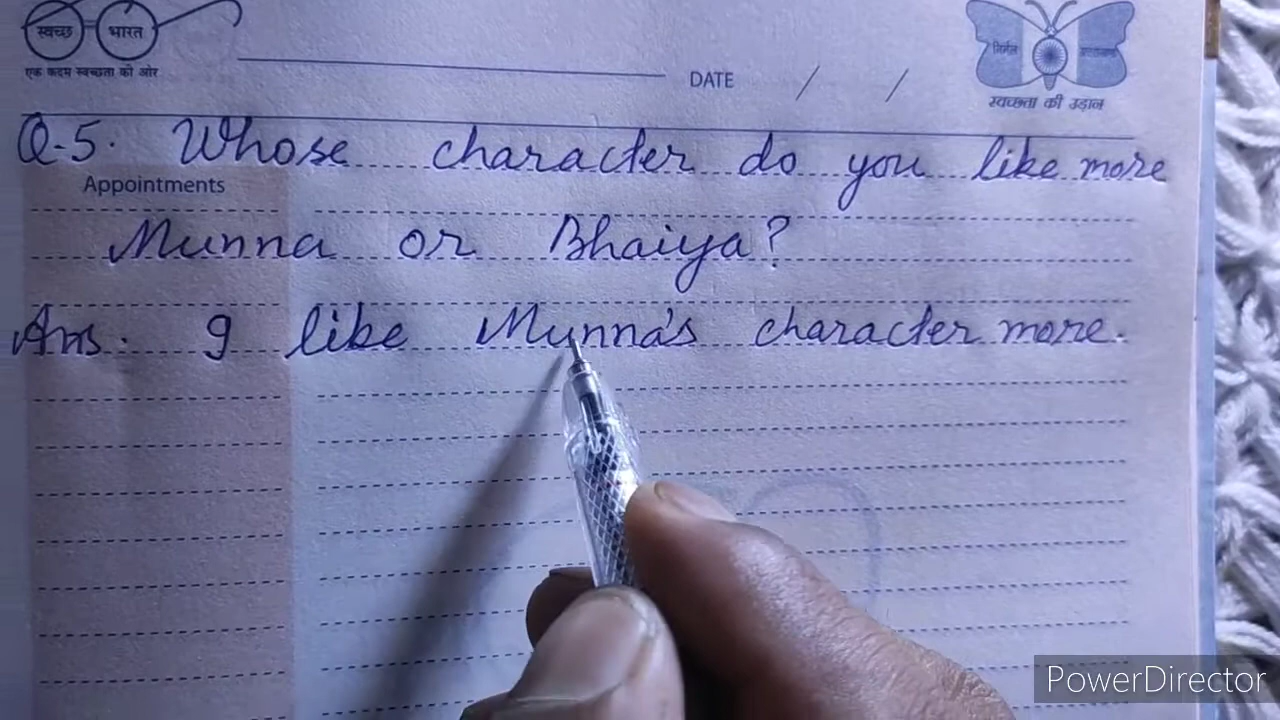 स्वच्छ भारत
एक कदम स्वच्छता की ओर
DATE / /
निर्मल
स्वच्छता की उड़ान
Q.5. Whose character do you like more
Appointments
Munna or Bhaiya?
Ans. I like Munna's character more.
PowerDirector